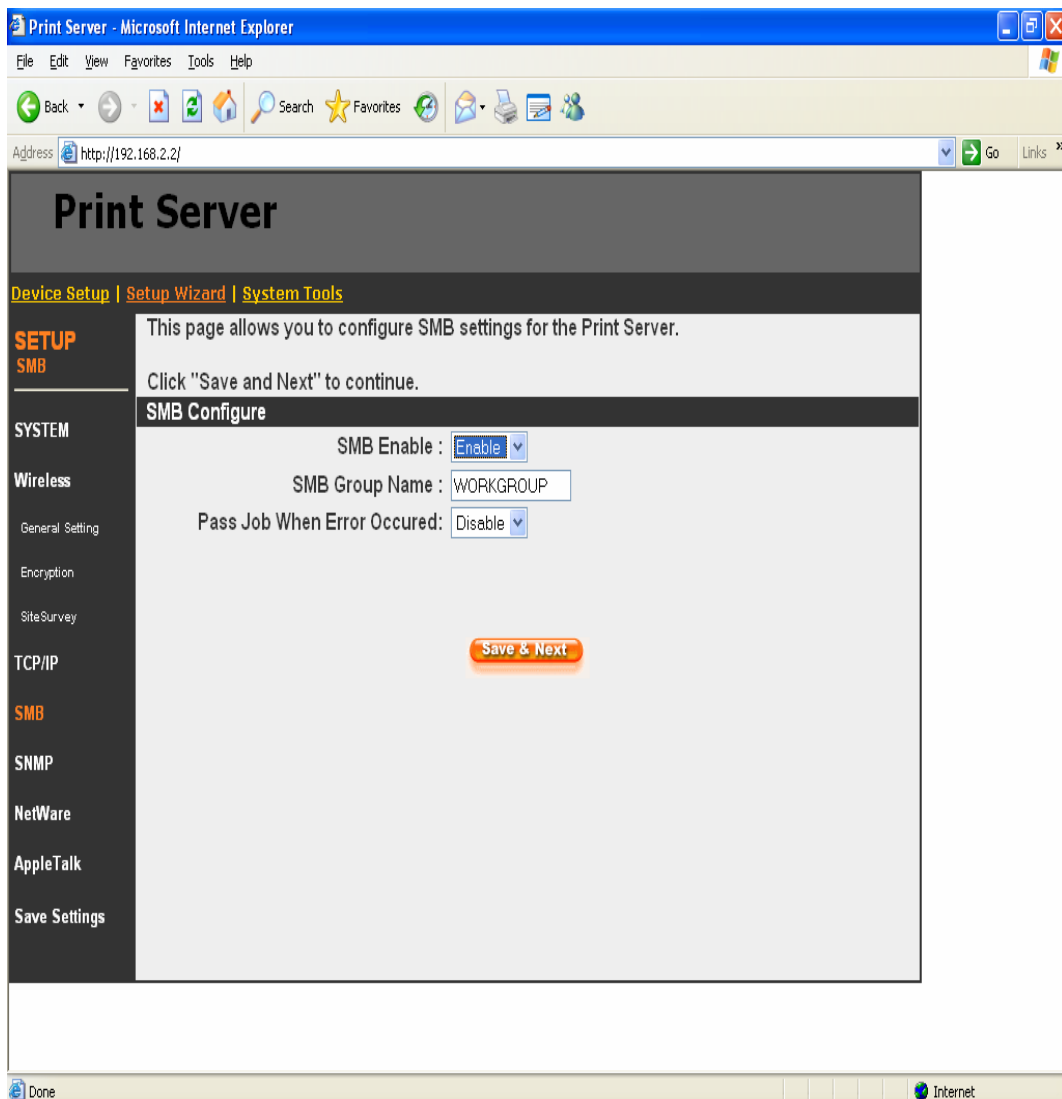 Print Server - Microsoft Internet Explorer
File Edit View Favorites Tools Help
Back Search Favorites
Address http://192.168.2.2/ Go Links »
Print Server
Device Setup | Setup Wizard | System Tools
SETUP
SMB
SYSTEM
Wireless
General Setting
Encryption
SiteSurvey
TCP/IP
SMB
SNMP
NetWare
AppleTalk
Save Settings
This page allows you to configure SMB settings for the Print Server.
Click "Save and Next" to continue.
SMB Configure
SMB Enable : Enable
SMB Group Name : WORKGROUP
Pass Job When Error Occured: Disable
Save & Next
Done Internet